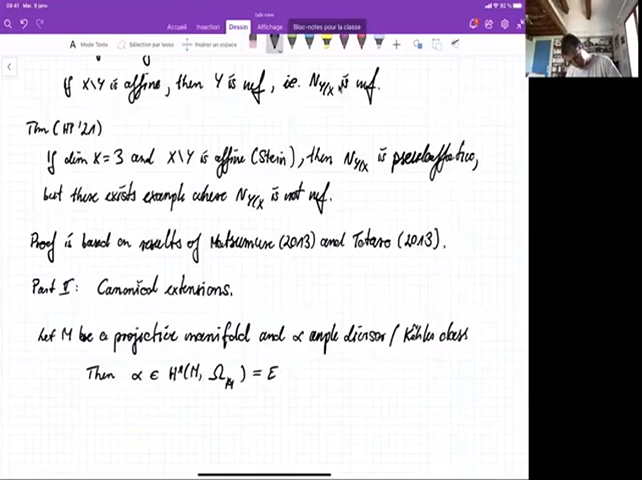 09:41 Mar. 9 janv.
talk-new
92 %
Accueil Insertion Dessin Affichage Bloc-notes pour la classe
Mode Texte Sélection par lasso Insérer un espace
If X\Y is affine, then Y is nef, i.e. N_{Y/X} is nef.
Thm (HP '21)
If dim X = 3 and X\Y is affine (Stein), then N_{Y/X} is pseudoeffective,
but there exists example where N_{Y/X} is not nef.
Proof is based on results of Matsumura (2013) and Totaro (2013).
Part II: Canonical extensions.
Let M be a projective manifold and α ample divisor / Kähler class
Then α ∈ H¹(M, Ω_M) = E